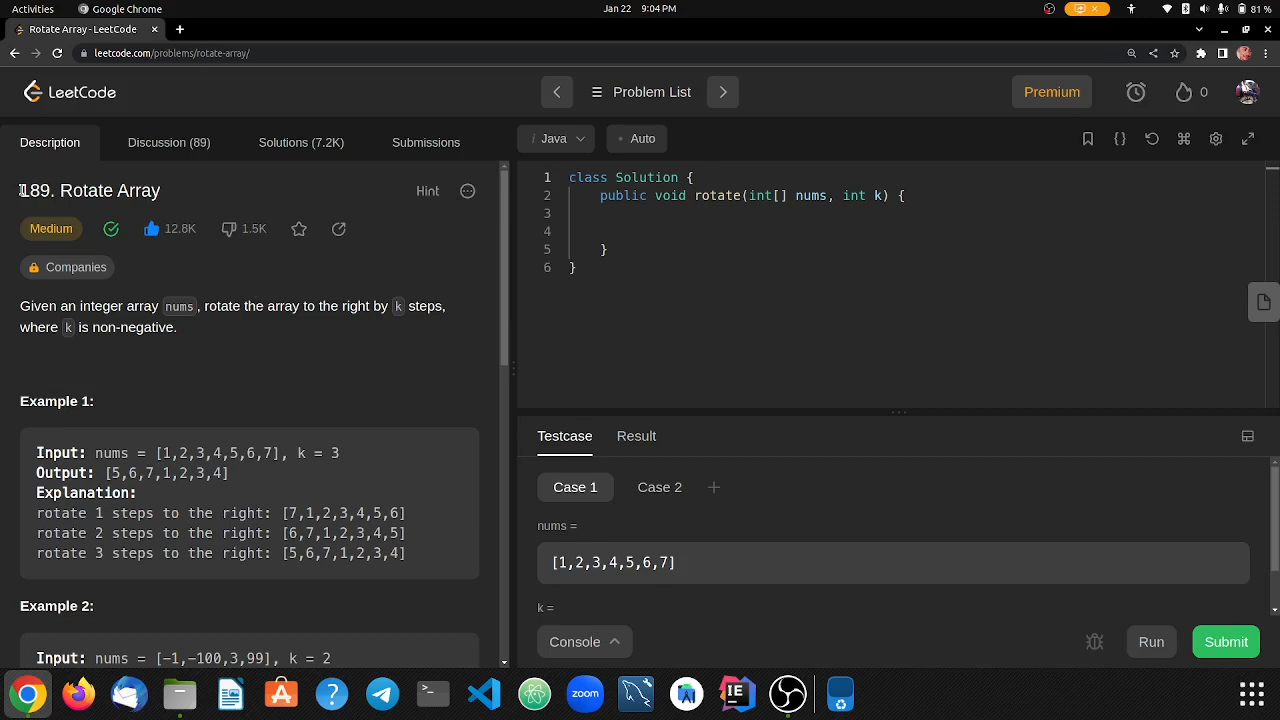 Activities Google Chrome Jan 22 9:04 PM 81 %
Rotate Array - LeetCode
leetcode.com/problems/rotate-array/
LeetCode Problem List Premium 0
Description Discussion (89) Solutions (7.2K) Submissions
189. Rotate Array Hint
Medium 12.8K 1.5K
Companies
Given an integer array nums, rotate the array to the right by k steps,
where k is non-negative.
Example 1:
Input: nums = [1,2,3,4,5,6,7], k = 3
Output: [5,6,7,1,2,3,4]
Explanation:
rotate 1 steps to the right: [7,1,2,3,4,5,6]
rotate 2 steps to the right: [6,7,1,2,3,4,5]
rotate 3 steps to the right: [5,6,7,1,2,3,4]
Example 2:
Input: nums = [-1,-100,3,99], k = 2
i Java Auto
1 class Solution {
2 public void rotate(int[] nums, int k) {
3
4
5 }
6 }
Testcase Result
Case 1 Case 2
nums =
[1,2,3,4,5,6,7]
k =
Console Run Submit
zoom
IE